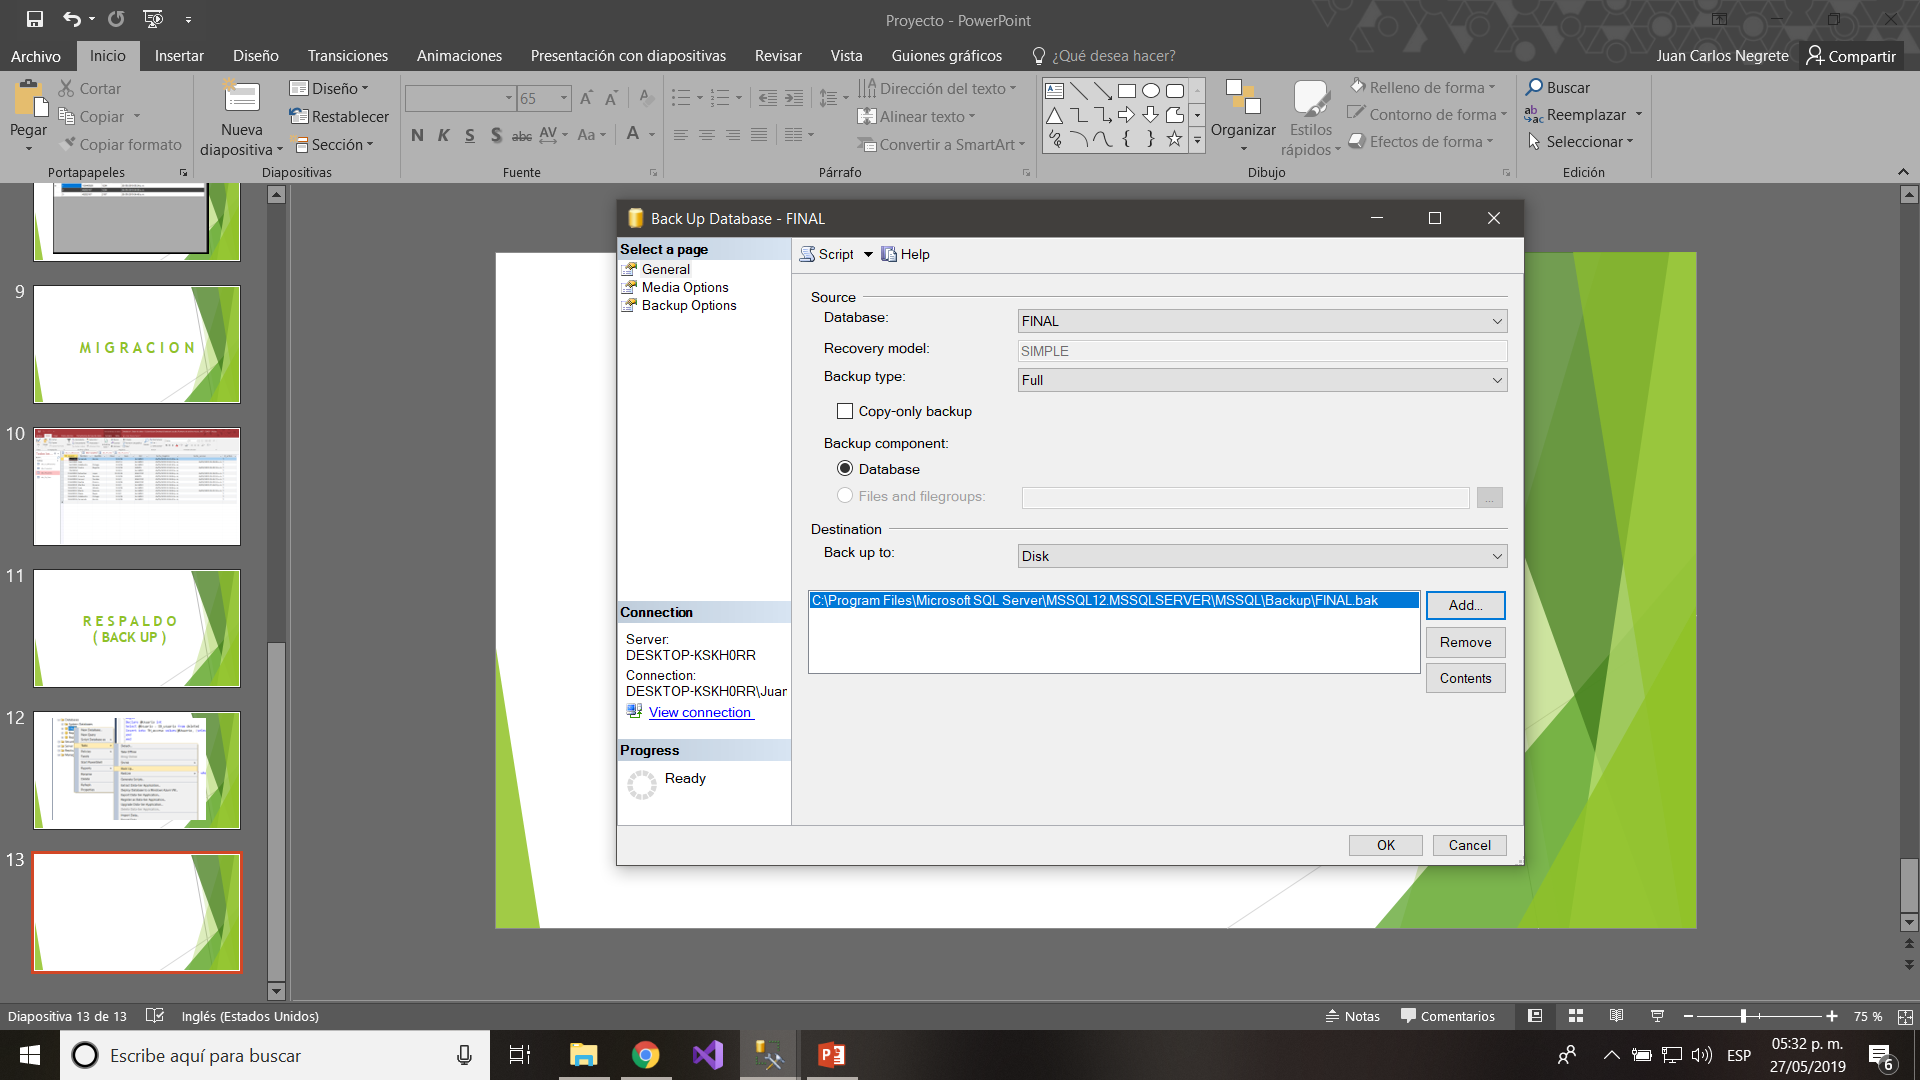 Proyecto - PowerPoint
Archivo Inicio Insertar Diseño Transiciones Animaciones Presentación con diapositivas Revisar Vista Guiones gráficos ¿Qué desea hacer? Juan Carlos Negrete Compartir
Pegar
Cortar
Copiar
Copiar formato
Portapapeles
Nueva
diapositiva
Diseño
Restablecer
Sección
Diapositivas
65
N K S S abc AV Aa A
Fuente
Dirección del texto
Alinear texto
Convertir a SmartArt
Párrafo
Organizar
Estilos
rápidos
Relleno de forma
Contorno de forma
Efectos de forma
Dibujo
Buscar
Reemplazar
Seleccionar
Edición
9
MIGRACION
10
11
RESPALDO
( BACK UP )
12
13
Back Up Database - FINAL
Select a page
General
Media Options
Backup Options
Script Help
Source
Database: FINAL
Recovery model: SIMPLE
Backup type: Full
Copy-only backup
Backup component:
Database
Files and filegroups: ...
Destination
Back up to: Disk
C:\Program Files\Microsoft SQL Server\MSSQL12.MSSQLSERVER\MSSQL\Backup\FINAL.bak
Add...
Remove
Contents
Connection
Server:
DESKTOP-KSKH0RR
Connection:
DESKTOP-KSKH0RR\Juar
View connection
Progress
Ready
OK Cancel
Diapositiva 13 de 13 Inglés (Estados Unidos) Notas Comentarios 75 %
Escribe aquí para buscar
ESP
05:32 p. m.
27/05/2019
6